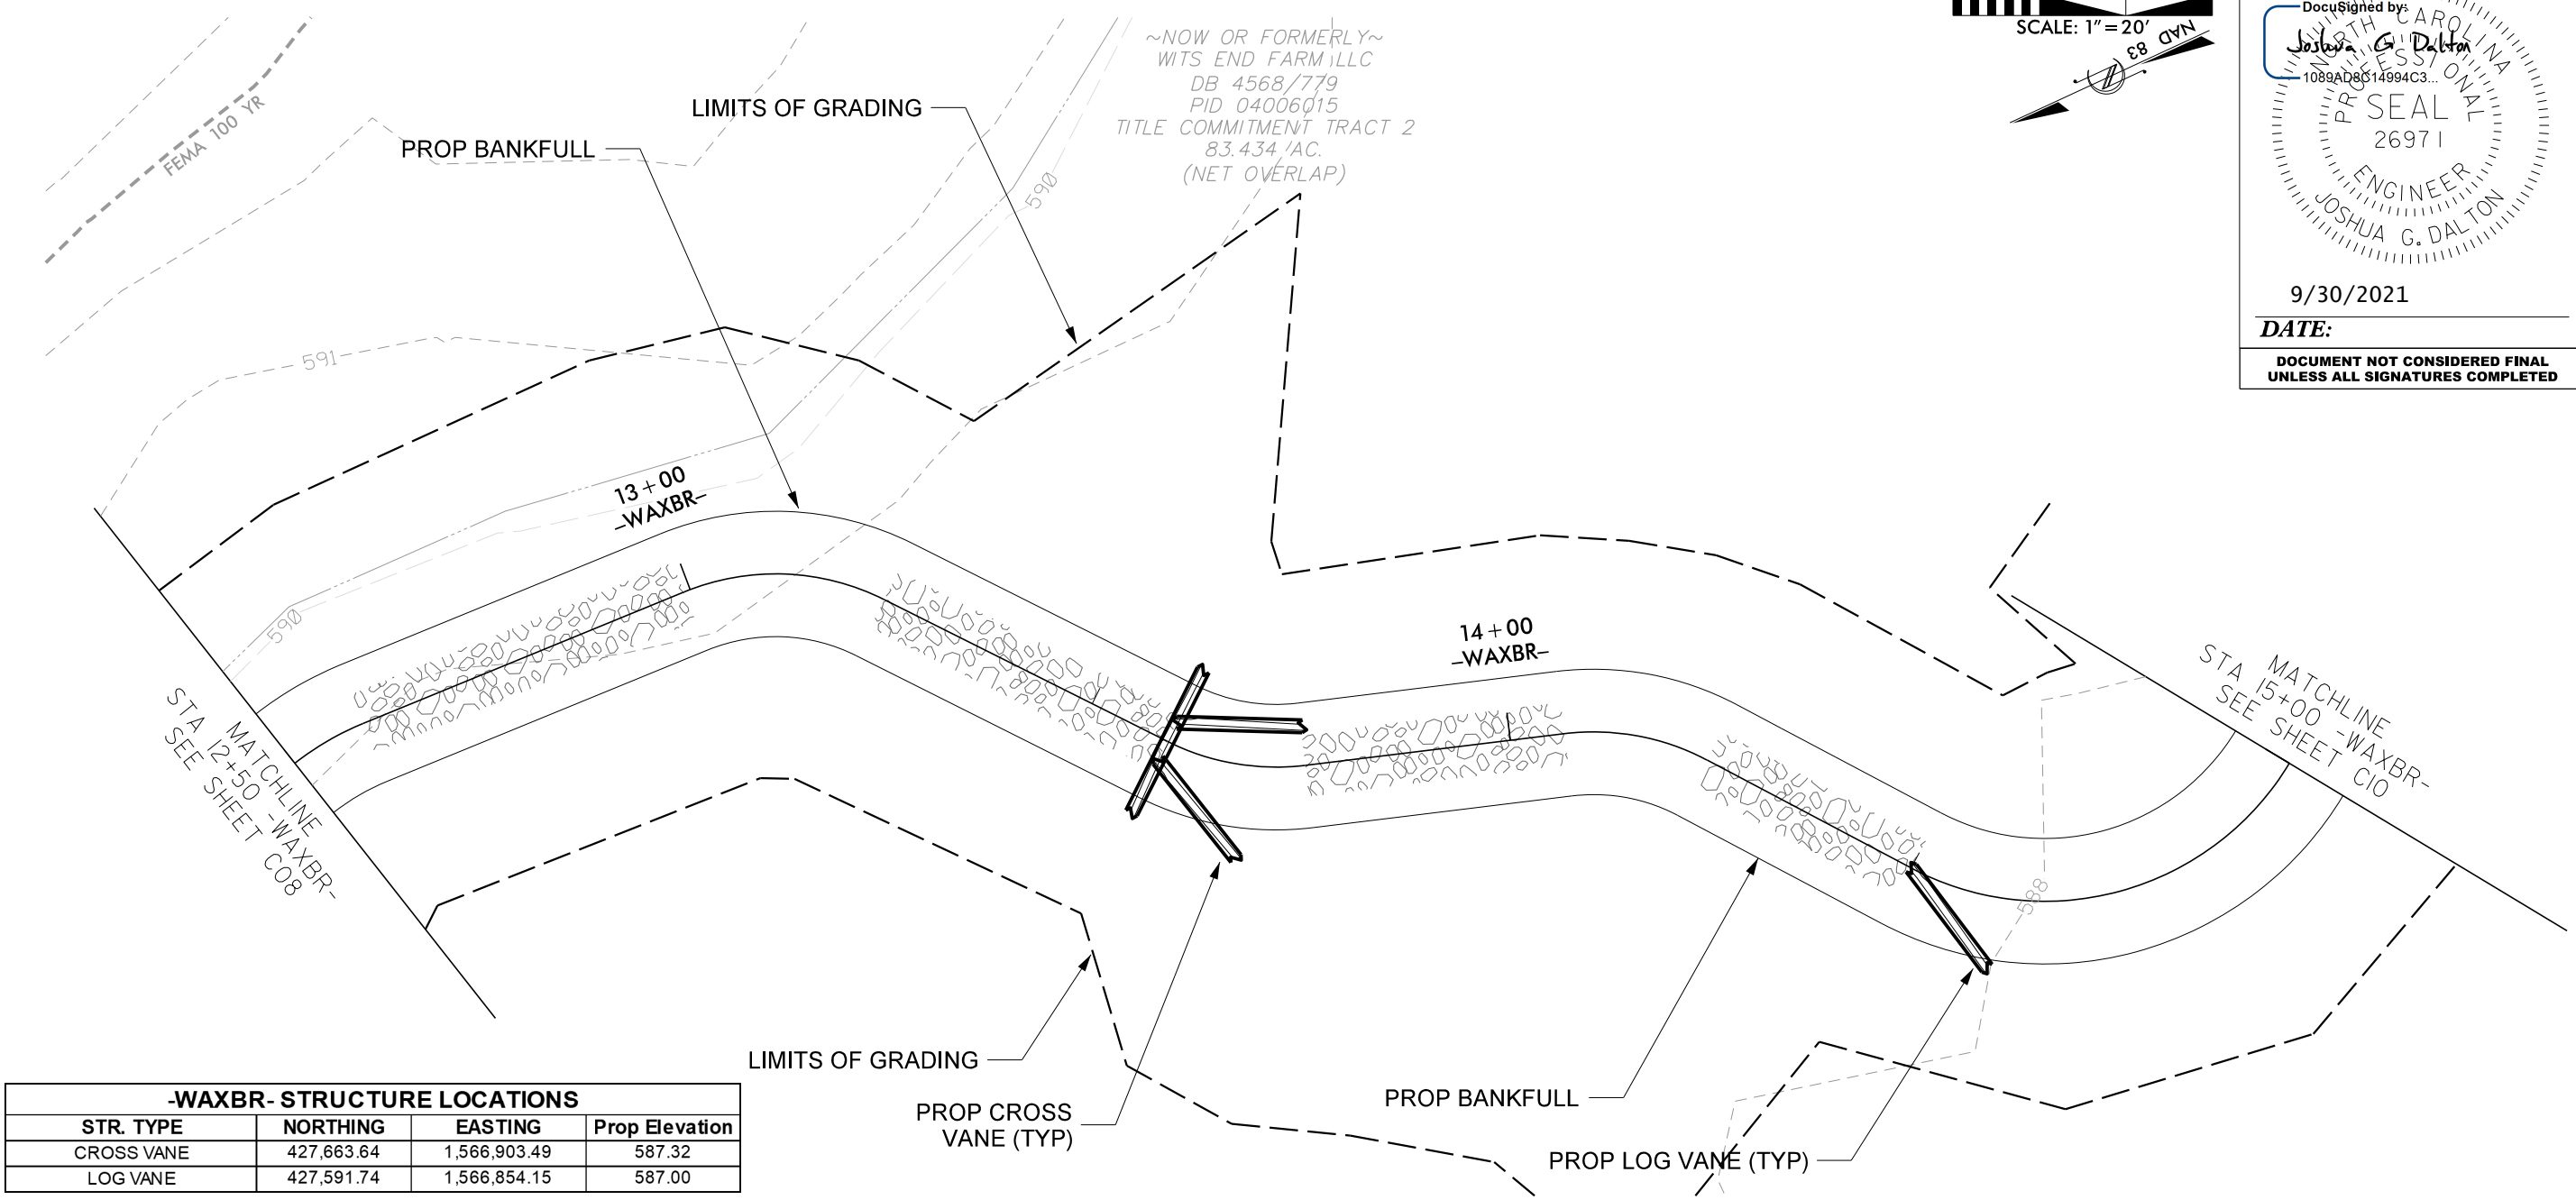 ~NOW OR FORMERLY~
WITS END FARM, LLC
DB 4568/779
PID 04006015
TITLE COMMITMENT TRACT 2
83.434 AC.
(NET OVERLAP)
SCALE: 1"=20'
NAD 83
DocuSigned by:
Joshua G Dalton
1089AD8C14994C3...
NORTH CAROLINA
PROFESSIONAL
SEAL
26971
ENGINEER
JOSHUA G. DALTON
9/30/2021
DATE:
DOCUMENT NOT CONSIDERED FINAL
UNLESS ALL SIGNATURES COMPLETED
FEMA 100 YR
LIMITS OF GRADING
PROP BANKFULL
590
591
13+00
-WAXBR-
590
14+00
-WAXBR-
MATCHLINE
STA 12+50 -WAXBR-
SEE SHEET C08
MATCHLINE
STA 15+00 -WAXBR-
SEE SHEET C10
588
LIMITS OF GRADING
PROP CROSS
VANE (TYP)
PROP BANKFULL
PROP LOG VANE (TYP)
-WAXBR- STRUCTURE LOCATIONS
STR. TYPE NORTHING EASTING Prop Elevation
CROSS VANE 427,663.64 1,566,903.49 587.32
LOG VANE 427,591.74 1,566,854.15 587.00